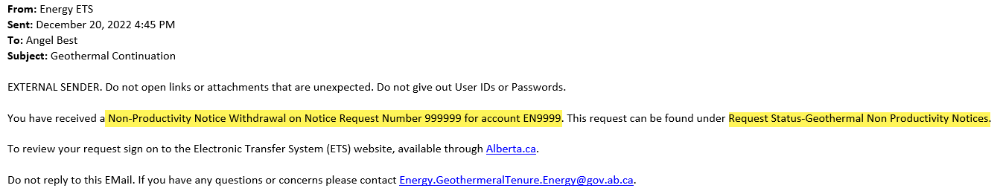 From: Energy ETS
Sent: December 20, 2022 4:45 PM
To: Angel Best
Subject: Geothermal Continuation
EXTERNAL SENDER. Do not open links or attachments that are unexpected. Do not give out User IDs or Passwords.
You have received a Non-Productivity Notice Withdrawal on Notice Request Number 999999 for account EN9999. This request can be found under Request Status-Geothermal Non Productivity Notices.
To review your request sign on to the Electronic Transfer System (ETS) website, available through Alberta.ca.
Do not reply to this EMail. If you have any questions or concerns please contact Energy.GeothermeralTenure.Energy@gov.ab.ca.